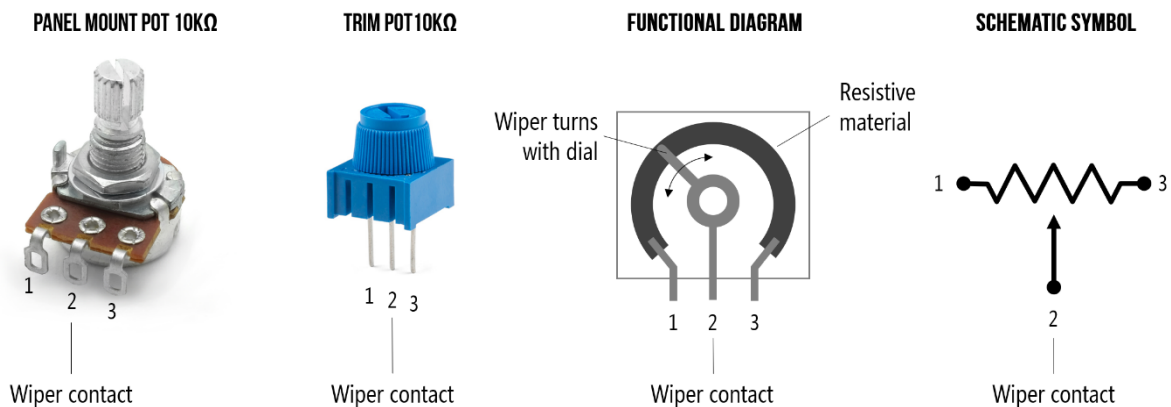 PANEL MOUNT POT 10KΩ
TRIM POT10KΩ
FUNCTIONAL DIAGRAM
SCHEMATIC SYMBOL
Wiper turns
with dial
Resistive
material
1
2
3
Wiper contact
1
2
3
Wiper contact
1
2
3
Wiper contact
1
3
2
Wiper contact